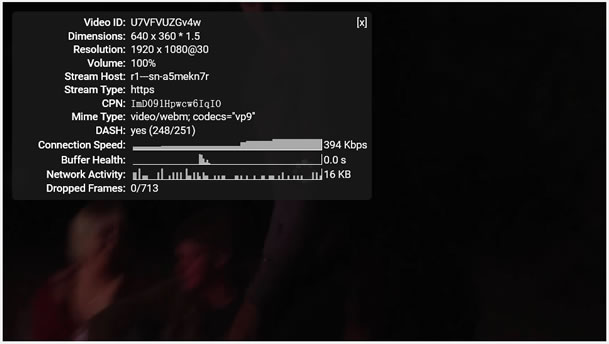 Video ID: U7VFVUZGv4w [x]
Dimensions: 640 x 360 * 1.5
Resolution: 1920 x 1080@30
Volume: 100%
Stream Host: r1---sn-a5mekn7r
Stream Type: https
CPN: ImD091Hpwcw6IqIO
Mime Type: video/webm; codecs="vp9"
DASH: yes (248/251)
Connection Speed: 394 Kbps
Buffer Health: 0.0 s
Network Activity: 16 KB
Dropped Frames: 0/713